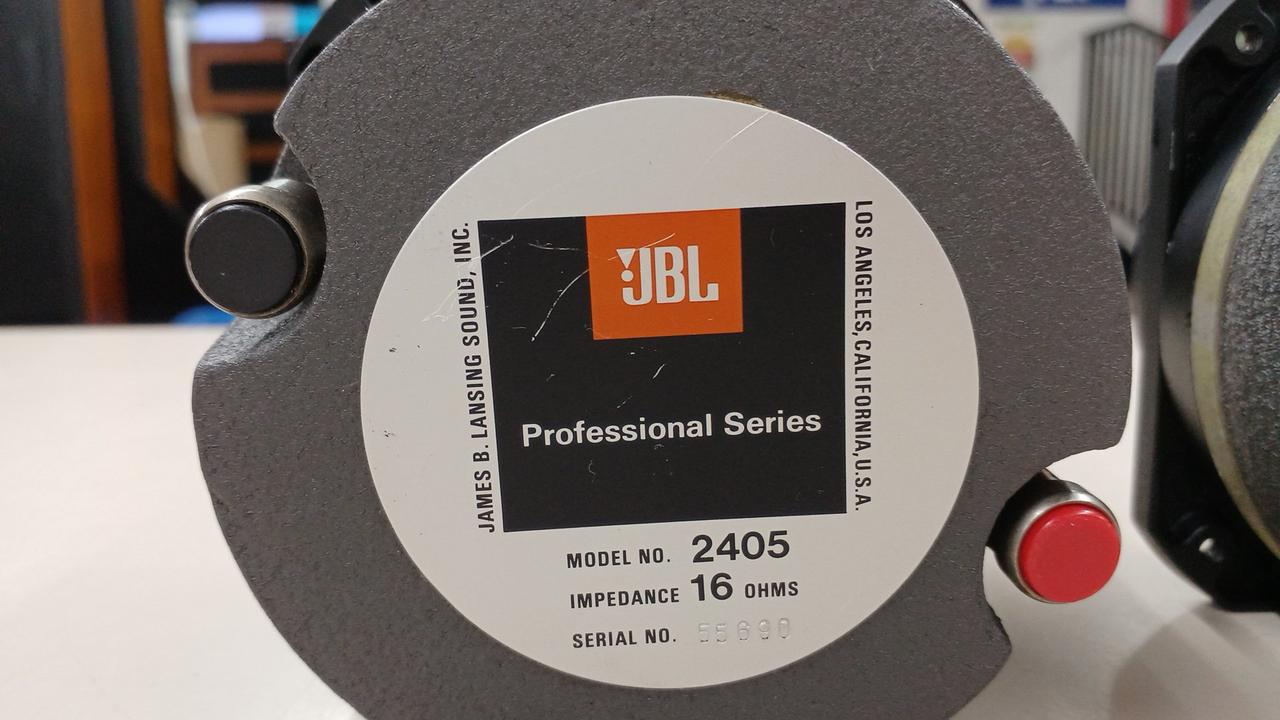 JAMES B. LANSING SOUND, INC.
JBL
Professional Series
LOS ANGELES, CALIFORNIA, U.S.A.
MODEL NO. 2405
IMPEDANCE 16 OHMS
SERIAL NO. 55690